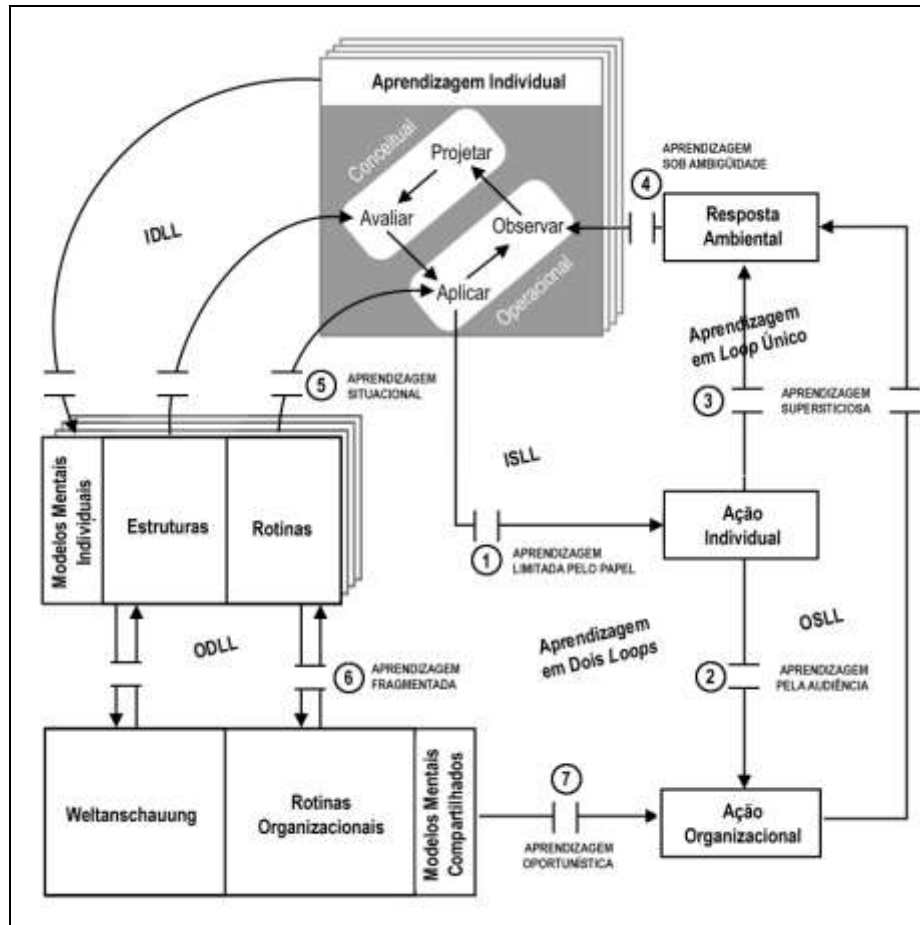 Aprendizagem Individual
Conceitual
Projetar
Avaliar
Observar
Aplicar
Operacional
IDLL
APRENDIZAGEM
SOB AMBIGÜIDADE
4
Resposta
Ambiental
Aprendizagem
em Loop Único
5
APRENDIZAGEM
SITUACIONAL
3
APRENDIZAGEM
SUPERSTICIOSA
ISLL
Modelos Mentais
Individuais
Estruturas
Rotinas
Ação
Individual
1
APRENDIZAGEM
LIMITADA PELO PAPEL
ODLL
Aprendizagem
em Dois Loops
OSLL
6
APRENDIZAGEM
FRAGMENTADA
2
APRENDIZAGEM
PELA AUDIÊNCIA
Weltanschauung
Rotinas
Organizacionais
Modelos Mentais
Compartilhados
7
APRENDIZAGEM
OPORTUNÍSTICA
Ação
Organizacional